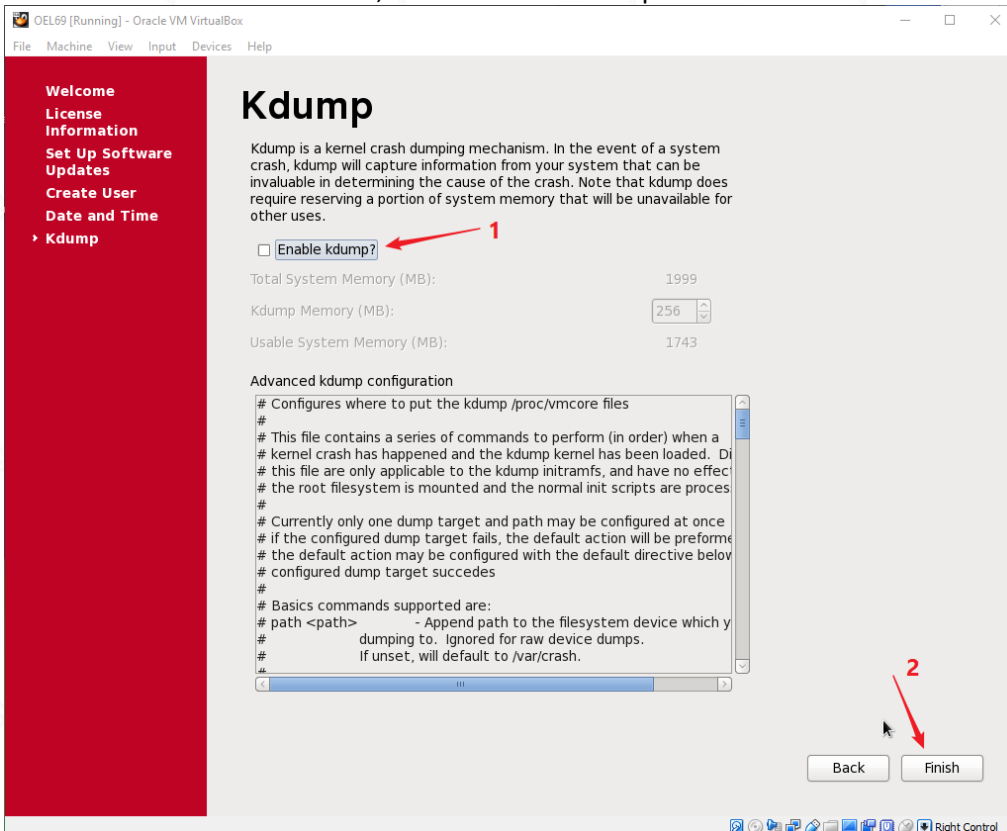 OEL69 [Running] - Oracle VM VirtualBox
File Machine View Input Devices Help
Welcome
License
Information
Set Up Software
Updates
Create User
Date and Time
Kdump
Kdump
Kdump is a kernel crash dumping mechanism. In the event of a system
crash, kdump will capture information from your system that can be
invaluable in determining the cause of the crash. Note that kdump does
require reserving a portion of system memory that will be unavailable for
other uses.
1
Enable kdump?
Total System Memory (MB): 1999
Kdump Memory (MB): 256
Usable System Memory (MB): 1743
Advanced kdump configuration
# Configures where to put the kdump /proc/vmcore files
#
# This file contains a series of commands to perform (in order) when a
# kernel crash has happened and the kdump kernel has been loaded. Di
# this file are only applicable to the kdump initramfs, and have no effect
# the root filesystem is mounted and the normal init scripts are proces
#
# Currently only one dump target and path may be configured at once
# if the configured dump target fails, the default action will be preforme
# the default action may be configured with the default directive below
# configured dump target succedes
#
# Basics commands supported are:
# path <path> - Append path to the filesystem device which y
# dumping to. Ignored for raw device dumps.
# If unset, will default to /var/crash.
#
2
Back Finish
Right Control